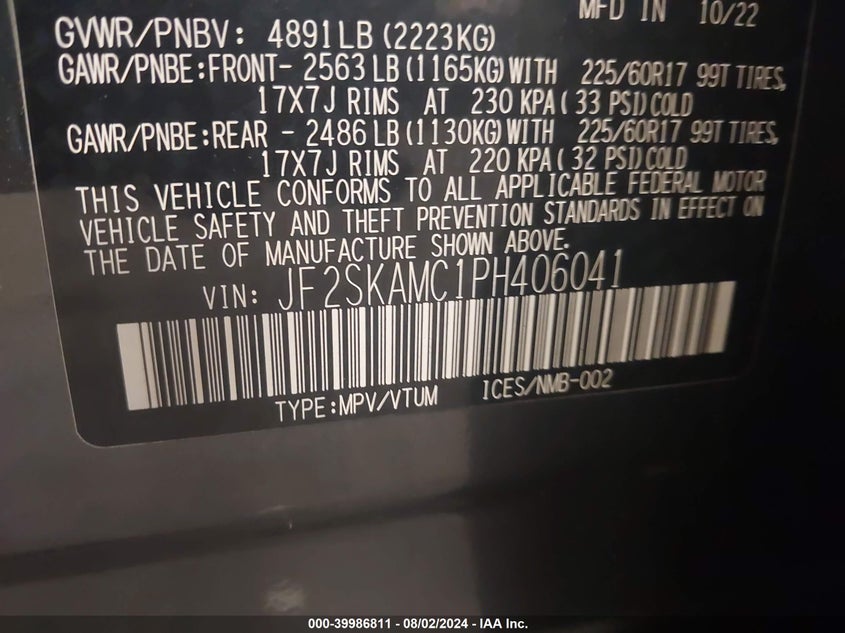 MFD IN 10/22
GVWR/PNBV: 4891LB (2223KG)
GAWR/PNBE:FRONT- 2563 LB(1165KG)WITH 225/60R17 99T TIRES,
17X7J RIMS AT 230 KPA( 33 PSI)COLD
GAWR/PNBE:REAR - 2486 LB(1130KG)WITH 225/60R17 99T TIRES,
17X7J RIMS AT 220 KPA( 32 PSI)COLD
THIS VEHICLE CONFORMS TO ALL APPLICABLE FEDERAL MOTOR
VEHICLE SAFETY AND THEFT PREVENTION STANDARDS IN EFFECT ON
THE DATE OF MANUFACTURE SHOWN ABOVE.
VIN: JF2SKAMC1PH406041
TYPE:MPV/VTUM ICES/NMB-002
000-39986811 - 08/02/2024 - IAA Inc.